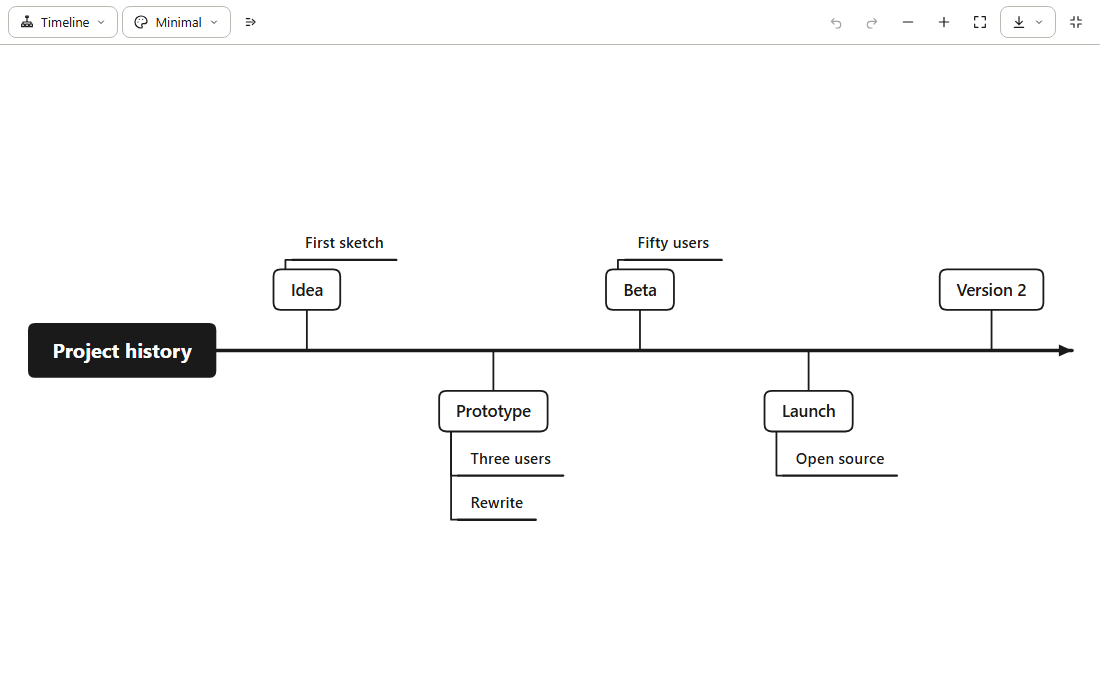 Timeline
Minimal
First sketch
Fifty users
Idea
Beta
Version 2
Project history
Prototype
Launch
Three users
Open source
Rewrite